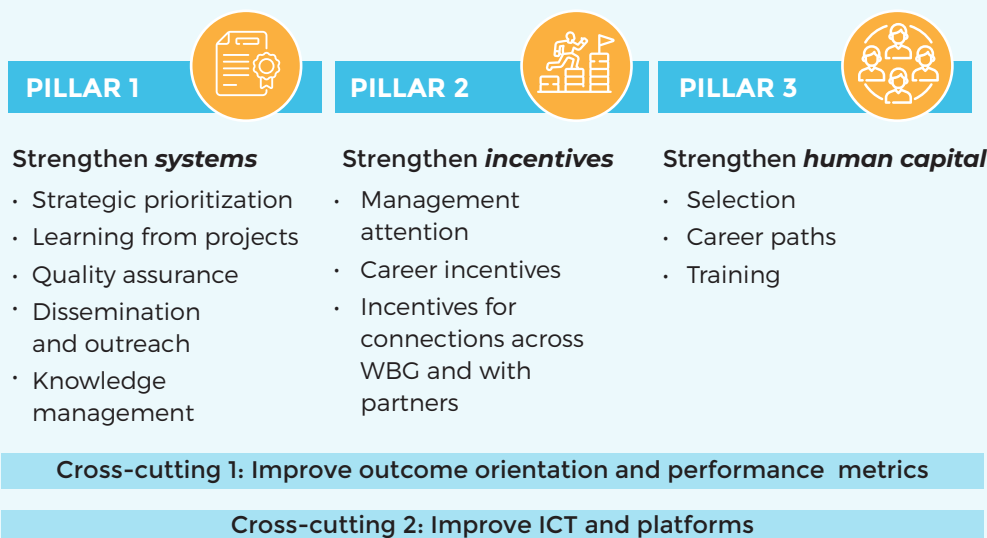 PILLAR 1
Strengthen systems
· Strategic prioritization
· Learning from projects
· Quality assurance
· Dissemination
and outreach
· Knowledge
management
PILLAR 2
Strengthen incentives
· Management
attention
· Career incentives
· Incentives for
connections across
WBG and with
partners
PILLAR 3
Strengthen human capital
· Selection
· Career paths
· Training
Cross-cutting 1: Improve outcome orientation and performance metrics
Cross-cutting 2: Improve ICT and platforms